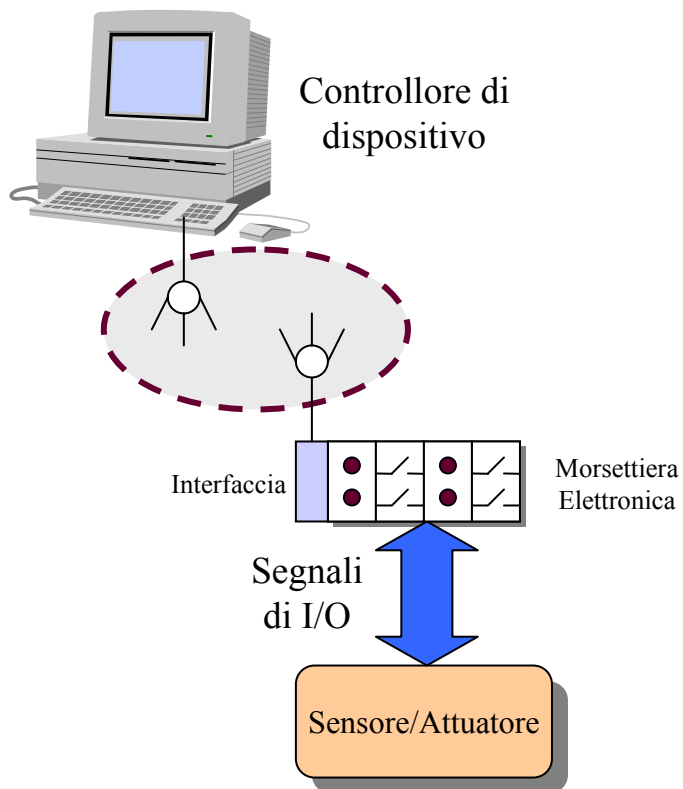 Controllore di
dispositivo
Interfaccia
Morsettiera
Elettronica
Segnali
di I/O
Sensore/Attuatore